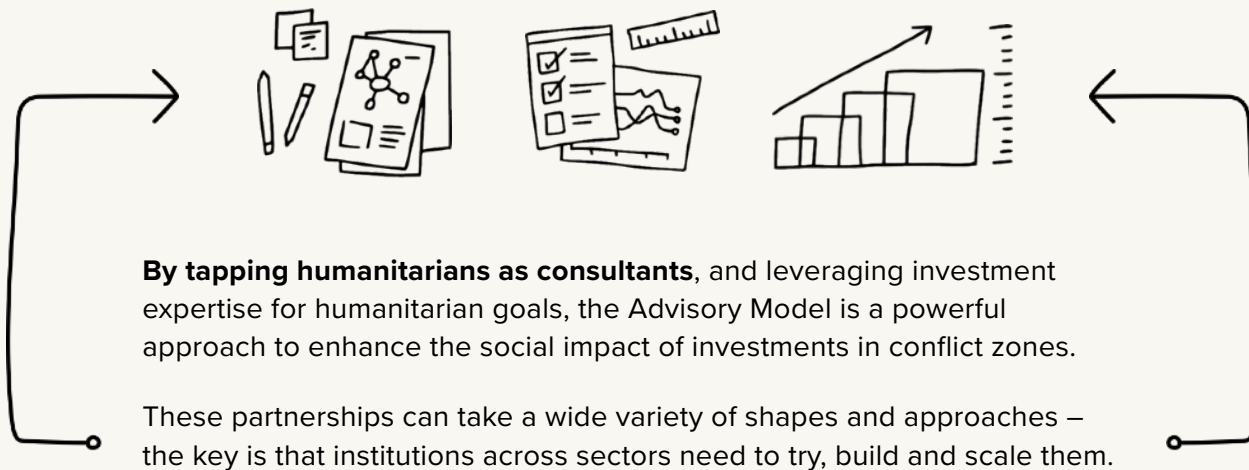 By tapping humanitarians as consultants, and leveraging investment
expertise for humanitarian goals, the Advisory Model is a powerful
approach to enhance the social impact of investments in conflict zones.
These partnerships can take a wide variety of shapes and approaches –
the key is that institutions across sectors need to try, build and scale them.